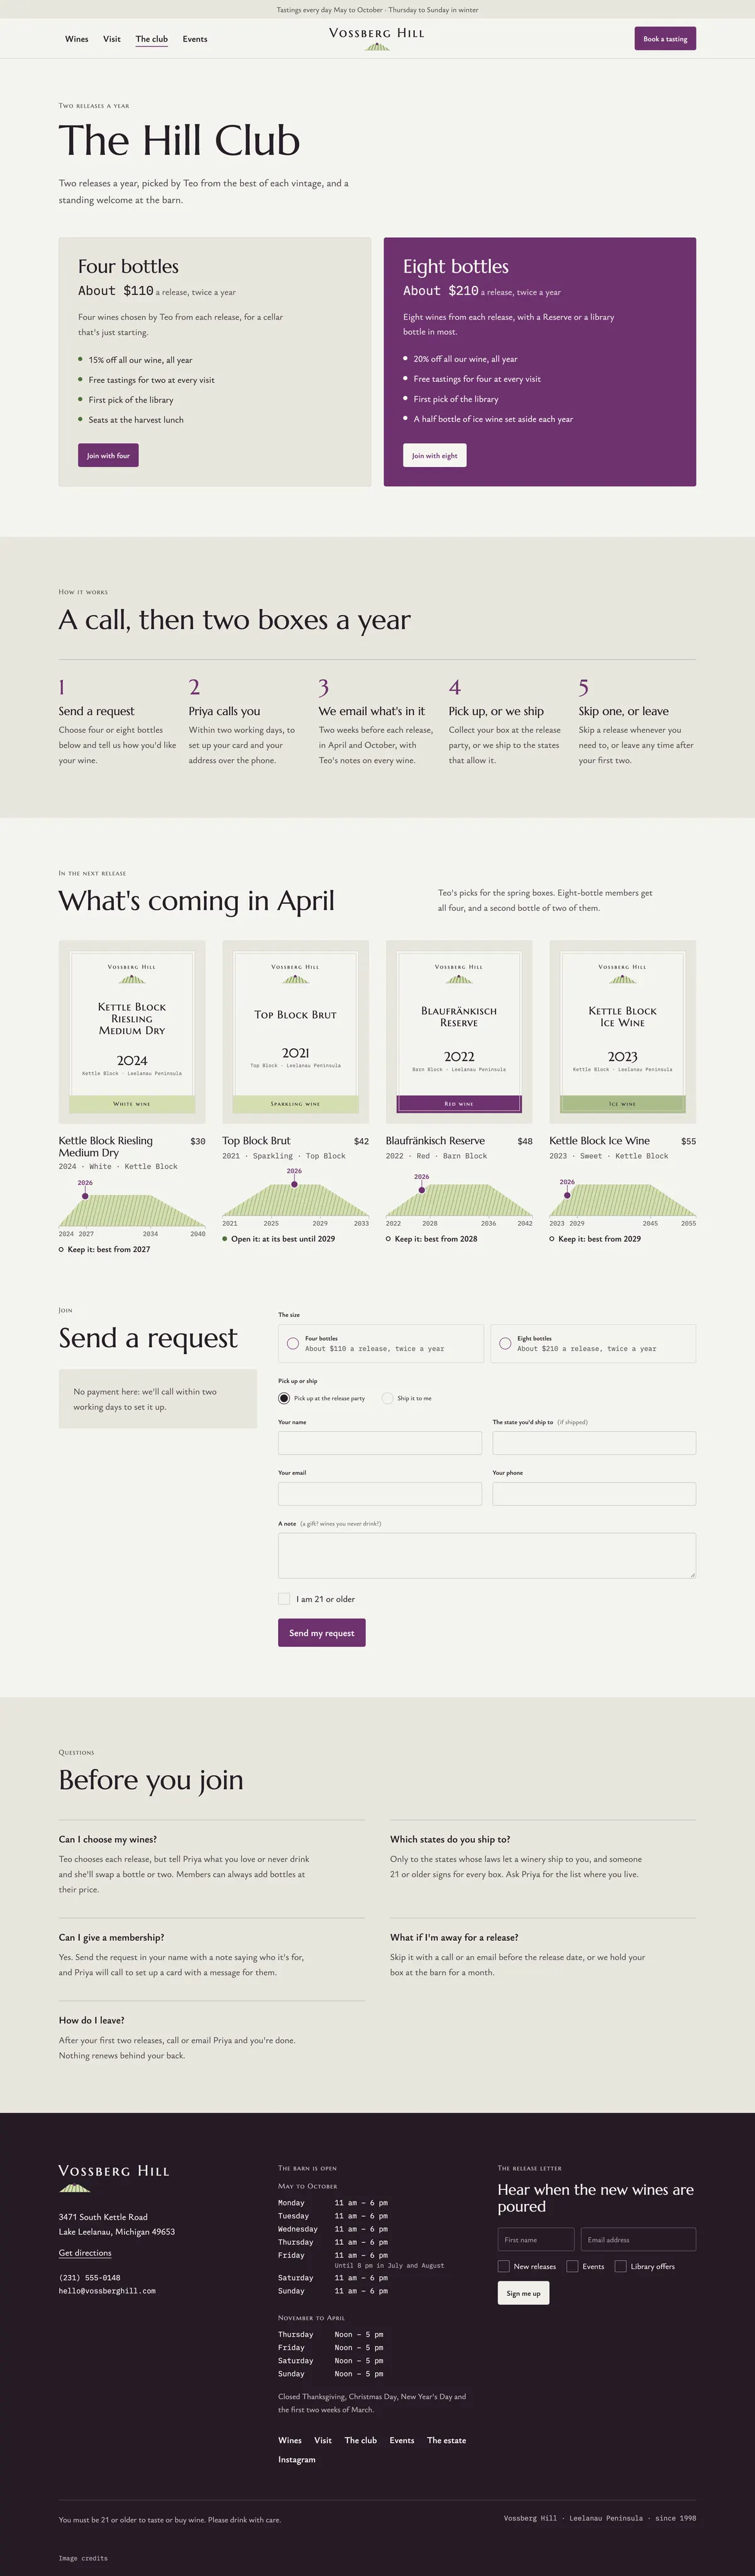 Tastings every day May to October · Thursday to Sunday in winter
Wines Visit The club Events
Vossberg Hill
Book a tasting
Two releases a year
The Hill Club
Two releases a year, picked by Teo from the best of each vintage, and a
standing welcome at the barn.
Four bottles
About $110 a release, twice a year
Four wines chosen by Teo from each release, for a cellar
that's just starting.
15% off all our wine, all year
Free tastings for two at every visit
First pick of the library
Seats at the harvest lunch
Join with four
Eight bottles
About $210 a release, twice a year
Eight wines from each release, with a Reserve or a library
bottle in most.
20% off all our wine, all year
Free tastings for four at every visit
First pick of the library
A half bottle of ice wine set aside each year
Join with eight
How it works
A call, then two boxes a year
1
Send a request
Choose four or eight bottles
below and tell us how you'd like
your wine.
2
Priya calls you
Within two working days, to
set up your card and your
address over the phone.
3
We email what's in it
Two weeks before each release,
in April and October, with
Teo's notes on every wine.
4
Pick up, or we ship
Collect your box at the release
party, or we ship to the states
that allow it.
5
Skip one, or leave
Skip a release whenever you
need to, or leave any time after
your first two.
In the next release
What's coming in April
Teo's picks for the spring boxes. Eight-bottle members get
all four, and a second bottle of two of them.
Vossberg Hill
Kettle Block
Riesling
Medium Dry
2024
Kettle Block · Leelanau Peninsula
White wine
Kettle Block Riesling
Medium Dry
$30
2024 · White · Kettle Block
2026
2024 2027 2034 2040
Keep it: best from 2027
Vossberg Hill
Top Block Brut
2021
Top Block · Leelanau Peninsula
Sparkling wine
Top Block Brut
$42
2021 · Sparkling · Top Block
2026
2021 2025 2029 2033
Open it: at its best until 2029
Vossberg Hill
Blaufränkisch
Reserve
2022
Barn Block · Leelanau Peninsula
Red wine
Blaufränkisch Reserve
$48
2022 · Red · Barn Block
2026
2022 2028 2036 2042
Keep it: best from 2028
Vossberg Hill
Kettle Block
Ice Wine
2023
Kettle Block · Leelanau Peninsula
Ice wine
Kettle Block Ice Wine
$55
2023 · Sweet · Kettle Block
2026
2023 2029 2045 2055
Keep it: best from 2029
Join
Send a request
No payment here: we'll call within two
working days to set it up.
The size
Four bottles
About $110 a release, twice a year
Eight bottles
About $210 a release, twice a year
Pick up or ship
Pick up at the release party
Ship it to me
Your name
The state you'd ship to (if shipped)
Your email
Your phone
A note (a gift? wines you never drink?)
I am 21 or older
Send my request
Questions
Before you join
Can I choose my wines?
Teo chooses each release, but tell Priya what you love or never drink
and she'll swap a bottle or two. Members can always add bottles at
their price.
Which states do you ship to?
Only to the states whose laws let a winery ship to you, and someone
21 or older signs for every box. Ask Priya for the list where you live.
Can I give a membership?
Yes. Send the request in your name with a note saying who it's for,
and Priya will call to set up a card with a message for them.
What if I'm away for a release?
Skip it with a call or an email before the release date, or we hold your
box at the barn for a month.
How do I leave?
After your first two releases, call or email Priya and you're done.
Nothing renews behind your back.
Vossberg Hill
3471 South Kettle Road
Lake Leelanau, Michigan 49653
Get directions
(231) 555-0148
hello@vossberghill.com
The barn is open
May to October
Monday 11 am – 6 pm
Tuesday 11 am – 6 pm
Wednesday 11 am – 6 pm
Thursday 11 am – 6 pm
Friday 11 am – 6 pm
Until 8 pm in July and August
Saturday 11 am – 6 pm
Sunday 11 am – 6 pm
November to April
Thursday Noon – 5 pm
Friday Noon – 5 pm
Saturday Noon – 5 pm
Sunday Noon – 5 pm
Closed Thanksgiving, Christmas Day, New Year's Day and
the first two weeks of March.
Wines Visit The club Events The estate
Instagram
The release letter
Hear when the new wines are
poured
First name
Email address
New releases Events Library offers
Sign me up
You must be 21 or older to taste or buy wine. Please drink with care.
Vossberg Hill · Leelanau Peninsula · since 1998
Image credits